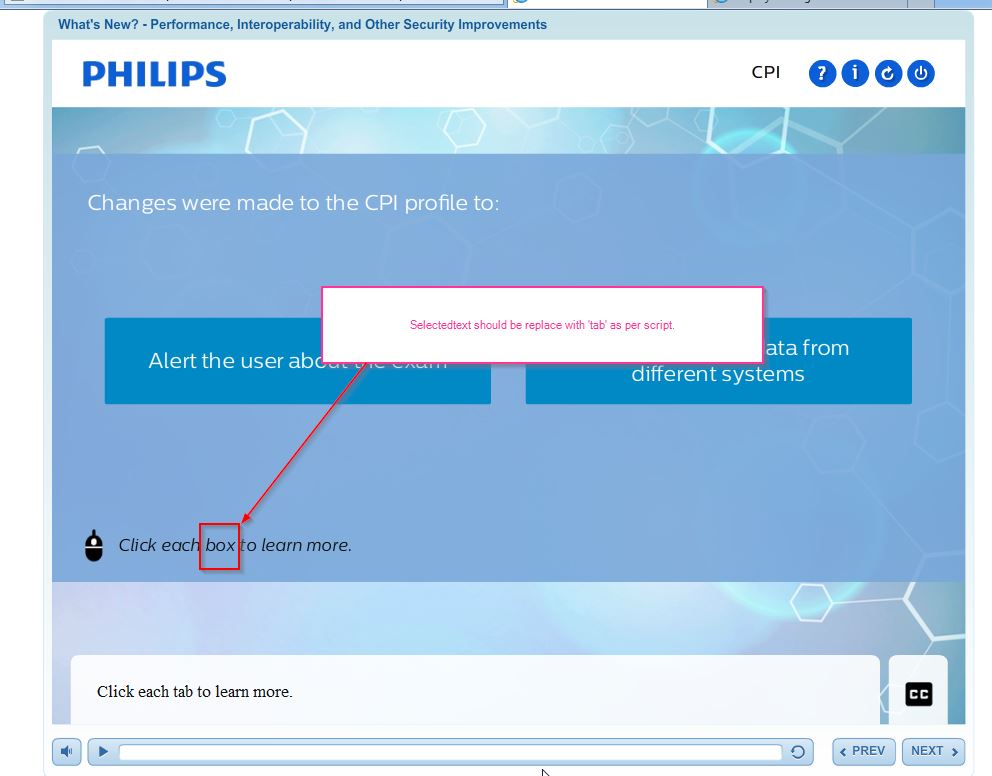 What's New? - Performance, Interoperability, and Other Security Improvements
PHILIPS
CPI
Changes were made to the CPI profile to:
Selectedtext should be replace with 'tab' as per script.
Alert the user about the exam
ata from
different systems
Click each box to learn more.
Click each tab to learn more.
CC
PREV
NEXT